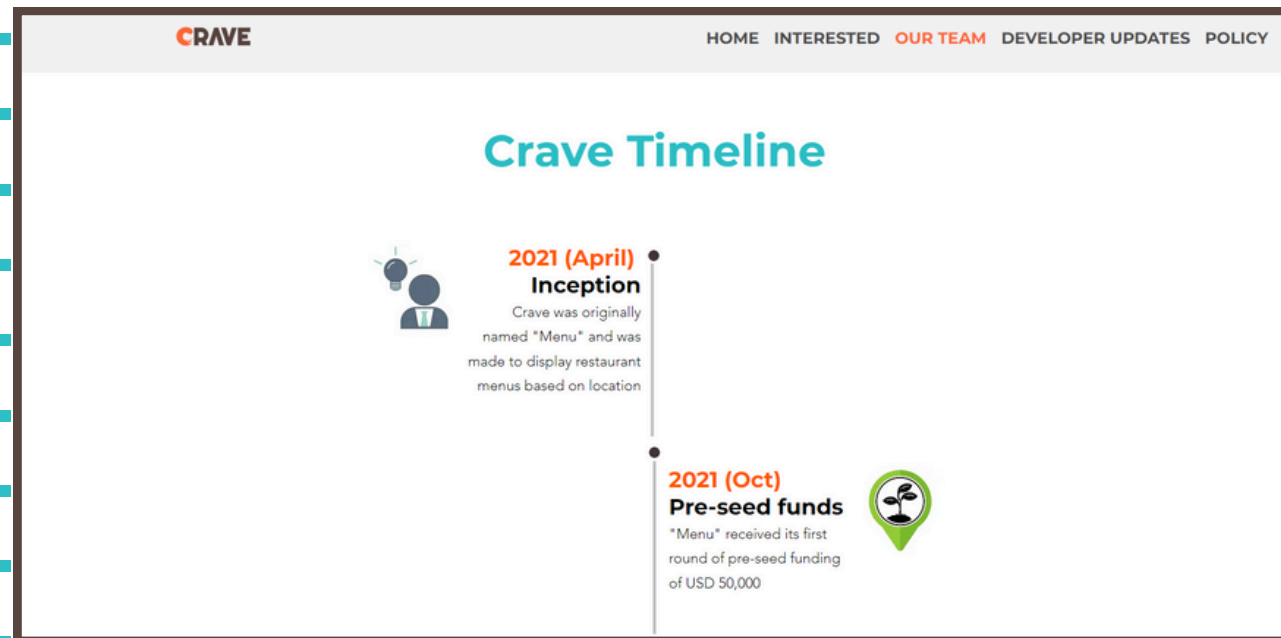 CRAVE
HOME INTERESTED OUR TEAM DEVELOPER UPDATES POLICY
Crave Timeline
2021 (April)
Inception
Crave was originally
named "Menu" and was
made to display restaurant
menus based on location
2021 (Oct)
Pre-seed funds
"Menu" received its first
round of pre-seed funding
of USD 50,000